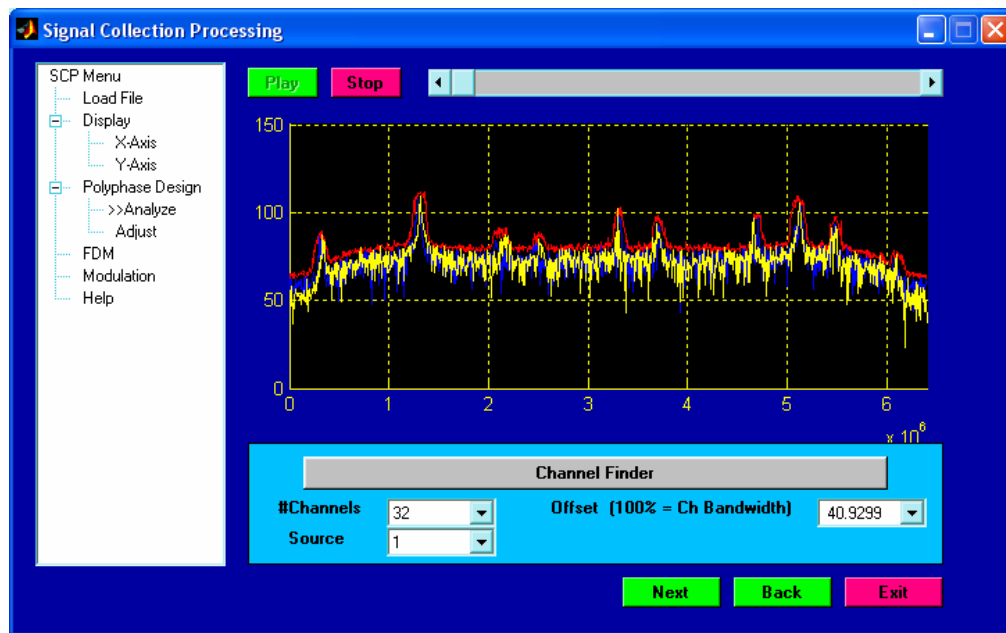 Signal Collection Processing
SCP Menu
Load File
Display
X-Axis
Y-Axis
Polyphase Design
>>Analyze
Adjust
FDM
Modulation
Help
Play
Stop
150
100
50
0
0 1 2 3 4 5 6
x 10^6
Channel Finder
#Channels 32
Offset (100% = Ch Bandwidth) 40.9299
Source 1
Next
Back
Exit